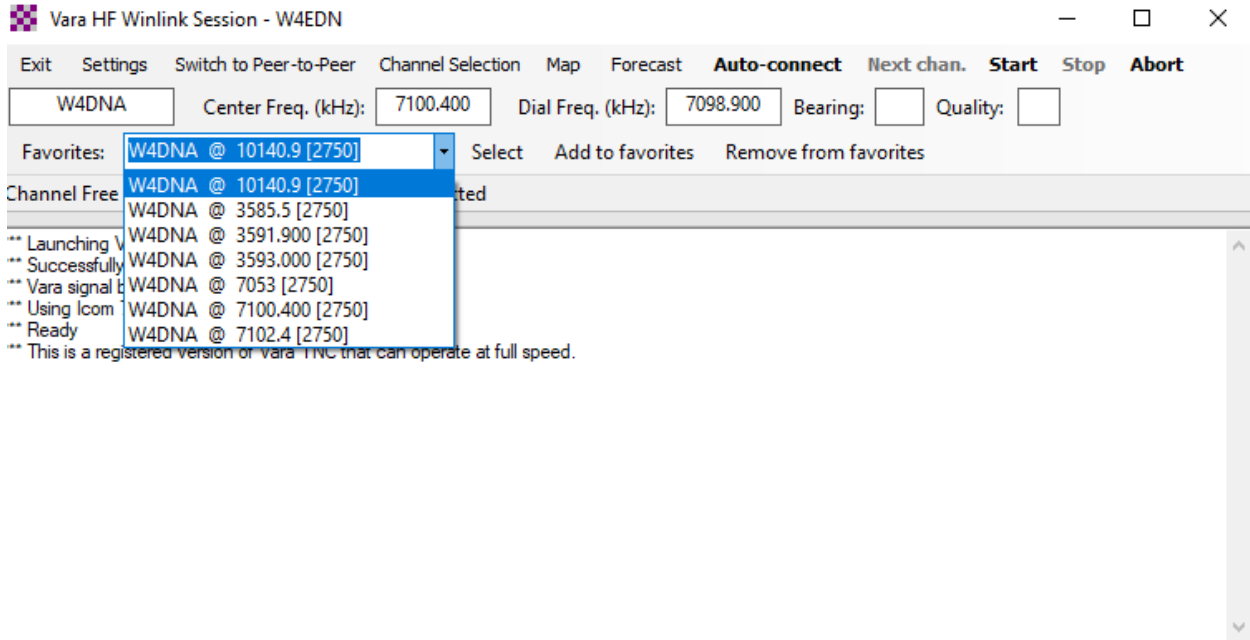 Vara HF Winlink Session - W4EDN
Exit Settings Switch to Peer-to-Peer Channel Selection Map Forecast Auto-connect Next chan. Start Stop Abort
W4DNA Center Freq. (kHz): 7100.400 Dial Freq. (kHz): 7098.900 Bearing: Quality:
Favorites: W4DNA @ 10140.9 [2750] Select Add to favorites Remove from favorites
Channel Free
W4DNA @ 10140.9 [2750]
W4DNA @ 3585.5 [2750]
W4DNA @ 3591.900 [2750]
W4DNA @ 3593.000 [2750]
W4DNA @ 7053 [2750]
W4DNA @ 7100.400 [2750]
W4DNA @ 7102.4 [2750]
*** Launching
*** Successfully
*** Vara signal
*** Using Icom
*** Ready
*** This is a registered version of Vara TNC that can operate at full speed.